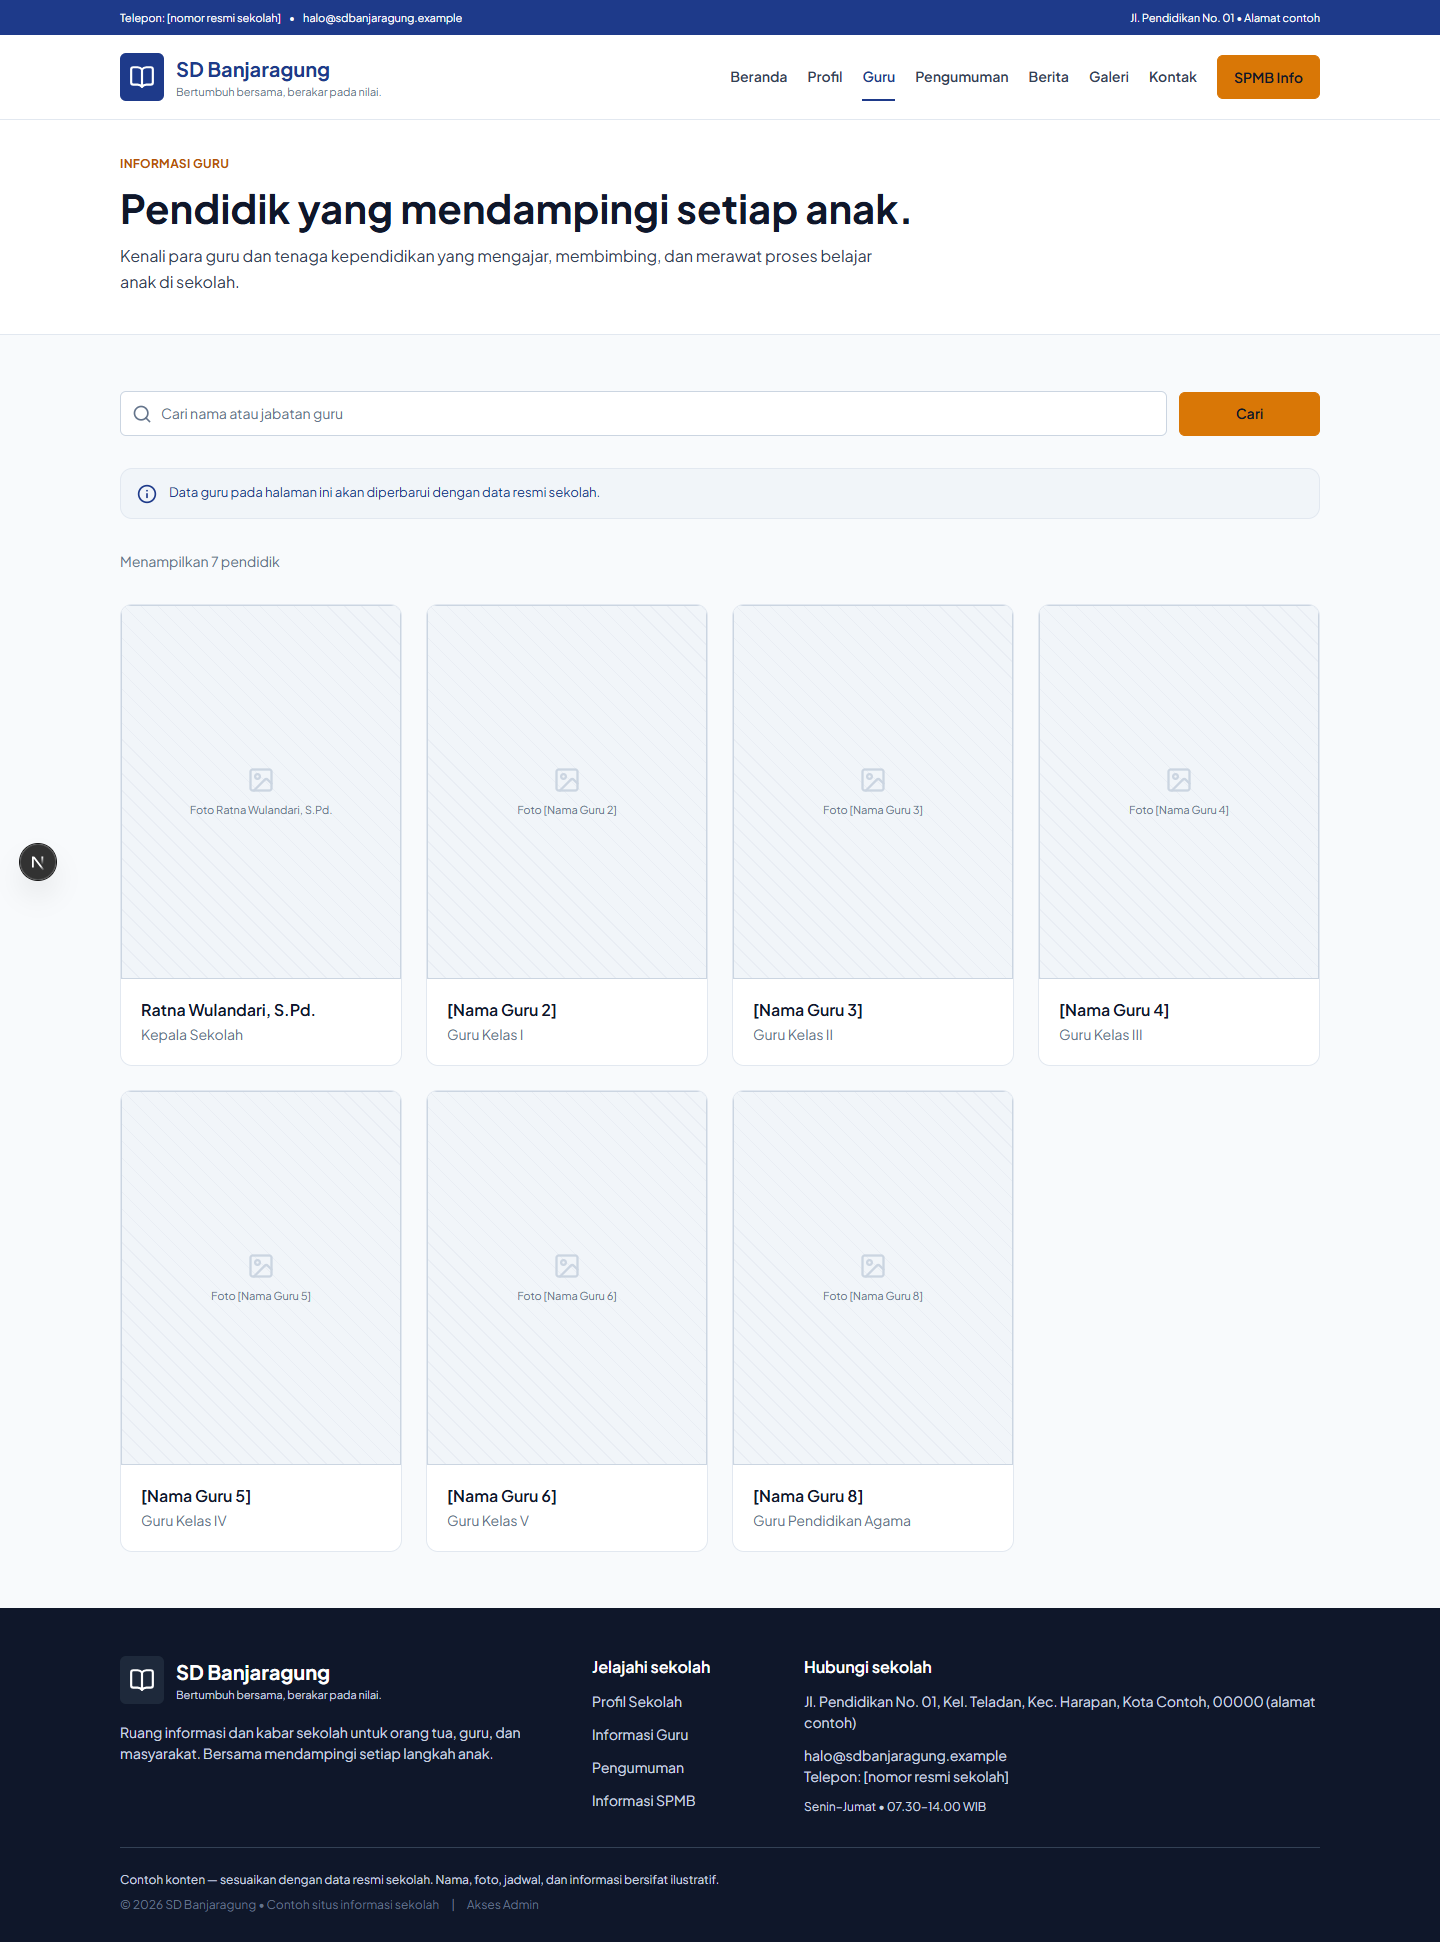 Telepon: [nomor resmi sekolah] • halo@sdbanjaragung.example
Jl. Pendidikan No. 01 • Alamat contoh
SD Banjaragung
Bertumbuh bersama, berakar pada nilai.
Beranda Profil Guru Pengumuman Berita Galeri Kontak SPMB Info
INFORMASI GURU
Pendidik yang mendampingi setiap anak.
Kenali para guru dan tenaga kependidikan yang mengajar, membimbing, dan merawat proses belajar
anak di sekolah.
Cari nama atau jabatan guru
Cari
Data guru pada halaman ini akan diperbarui dengan data resmi sekolah.
Menampilkan 7 pendidik
Foto Ratna Wulandari, S.Pd.
Foto [Nama Guru 2]
Foto [Nama Guru 3]
Foto [Nama Guru 4]
N
Ratna Wulandari, S.Pd.
Kepala Sekolah
[Nama Guru 2]
Guru Kelas I
[Nama Guru 3]
Guru Kelas II
[Nama Guru 4]
Guru Kelas III
Foto [Nama Guru 5]
Foto [Nama Guru 6]
Foto [Nama Guru 8]
[Nama Guru 5]
Guru Kelas IV
[Nama Guru 6]
Guru Kelas V
[Nama Guru 8]
Guru Pendidikan Agama
SD Banjaragung
Bertumbuh bersama, berakar pada nilai.
Ruang informasi dan kabar sekolah untuk orang tua, guru, dan
masyarakat. Bersama mendampingi setiap langkah anak.
Jelajahi sekolah
Profil Sekolah
Informasi Guru
Pengumuman
Informasi SPMB
Hubungi sekolah
Jl. Pendidikan No. 01, Kel. Teladan, Kec. Harapan, Kota Contoh, 00000 (alamat
contoh)
halo@sdbanjaragung.example
Telepon: [nomor resmi sekolah]
Senin–Jumat • 07.30–14.00 WIB
Contoh konten — sesuaikan dengan data resmi sekolah. Nama, foto, jadwal, dan informasi bersifat ilustratif.
© 2026 SD Banjaragung • Contoh situs informasi sekolah | Akses Admin